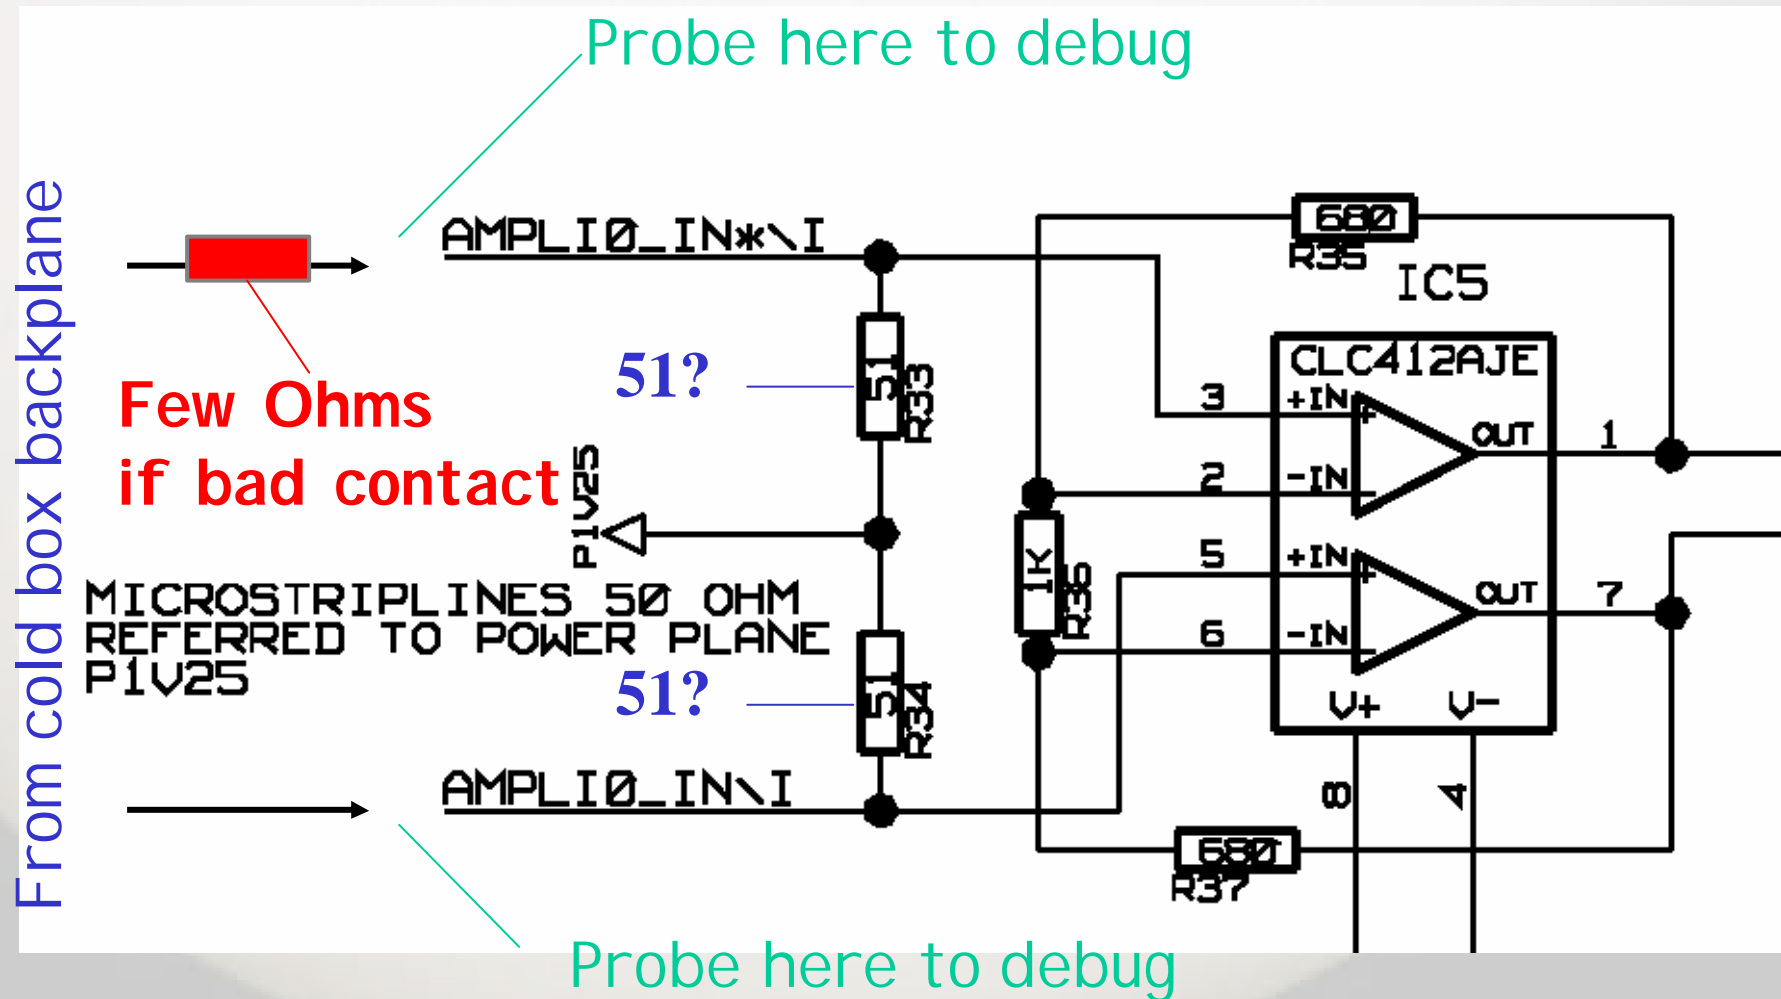 Probe here to debug
From cold box backplane
AMPLI0_IN*\I
680
R35
IC5
CLC412AJE
51?
51
R33
Few Ohms
if bad contact
P1V25
3
+IN
OUT
1
2
-IN
1K
R36
5
+IN
OUT
7
6
-IN
MICROSTRIPLINES 50 OHM
REFERRED TO POWER PLANE
P1V25
51?
51
R34
V+
V-
AMPLI0_IN\I
8
4
680
R37
Probe here to debug